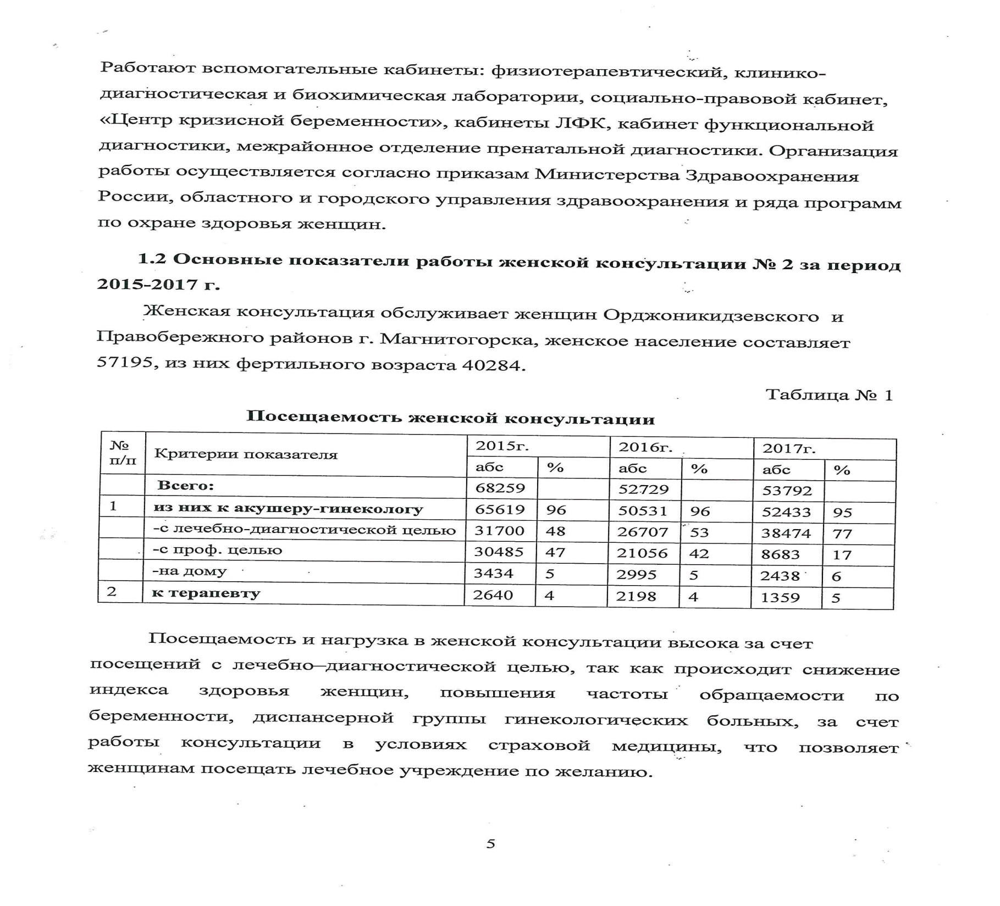 Работают вспомогательные кабинеты: физиотерапевтический, клинико-
диагностическая и биохимическая лаборатории, социально-правовой кабинет,
«Центр кризисной беременности», кабинеты ЛФК, кабинет функциональной
диагностики, межрайонное отделение пренатальной диагностики. Организация
работы осуществляется согласно приказам Министерства Здравоохранения
России, областного и городского управления здравоохранения и ряда программ
по охране здоровья женщин.
1.2 Основные показатели работы женской консультации № 2 за период
2015-2017 г.
Женская консультация обслуживает женщин Орджоникидзевского и
Правобережного районов г. Магнитогорска, женское население составляет
57195, из них фертильного возраста 40284.
Таблица № 1
Посещаемость женской консультации
№ п/п Критерии показателя 2015г. 2016г. 2017г.
абс % абс % абс %
Всего: 68259 52729 53792
1 из них к акушеру-гинекологу 65619 96 50531 96 52433 95
-с лечебно-диагностической целью 31700 48 26707 53 38474 77
-с проф. целью 30485 47 21056 42 8683 17
-на дому 3434 5 2995 5 2438 6
2 к терапевту 2640 4 2198 4 1359 5
Посещаемость и нагрузка в женской консультации высока за счет
посещений с лечебно–диагностической целью, так как происходит снижение
индекса здоровья женщин, повышения частоты обращаемости по
беременности, диспансерной группы гинекологических больных, за счет
работы консультации в условиях страховой медицины, что позволяет
женщинам посещать лечебное учреждение по желанию.
5